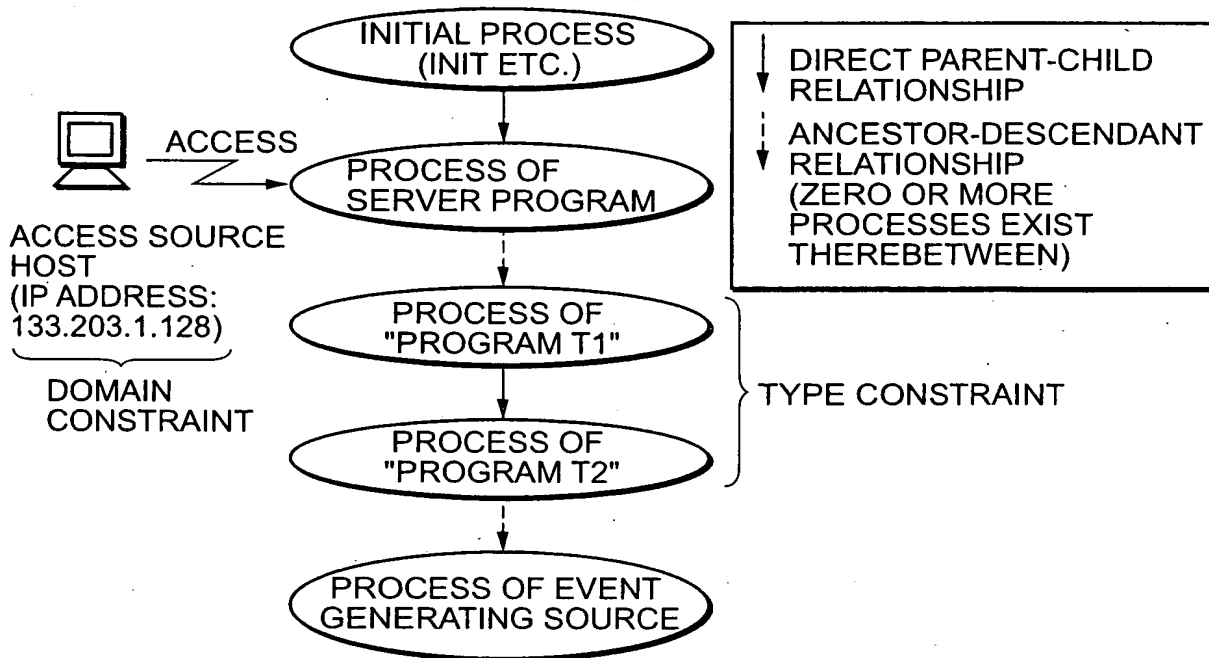 INITIAL PROCESS
(INIT ETC.)
ACCESS
PROCESS OF
SERVER PROGRAM
ACCESS SOURCE
HOST
(IP ADDRESS:
133.203.1.128)
DOMAIN
CONSTRAINT
PROCESS OF
"PROGRAM T1"
PROCESS OF
"PROGRAM T2"
TYPE CONSTRAINT
PROCESS OF EVENT
GENERATING SOURCE
DIRECT PARENT-CHILD
RELATIONSHIP
ANCESTOR-DESCENDANT
RELATIONSHIP
(ZERO OR MORE
PROCESSES EXIST
THEREBETWEEN)